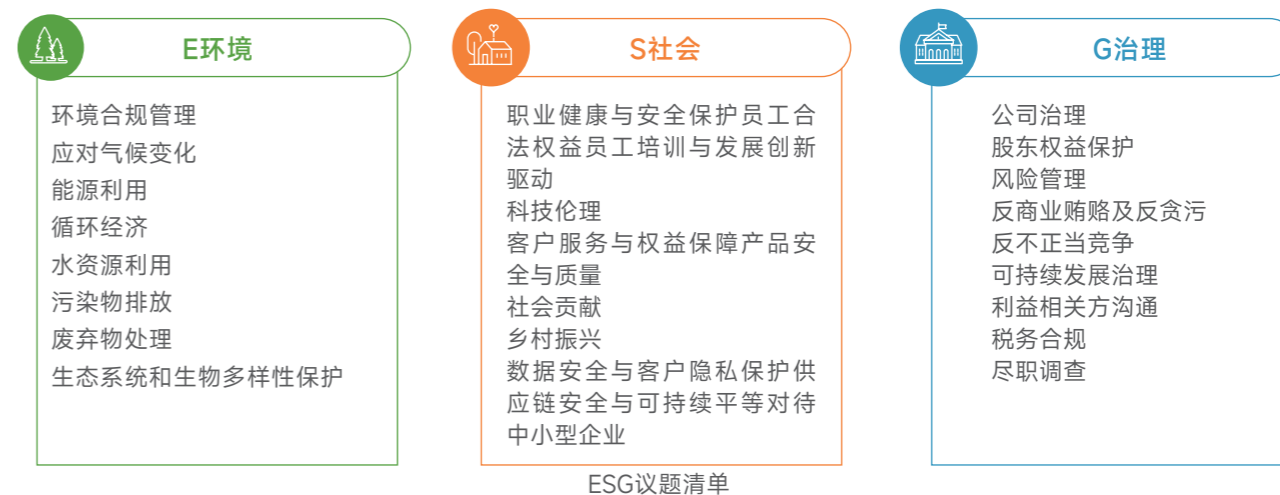 E环境
环境合规管理
应对气候变化
能源利用
循环经济
水资源利用
污染物排放
废弃物处理
生态系统和生物多样性保护
S社会
职业健康与安全保护员工合
法权益员工培训与发展创新
驱动
科技伦理
客户服务与权益保障产品安
全与质量
社会贡献
乡村振兴
数据安全与客户隐私保护供
应链安全与可持续平等对待
中小型企业
G治理
公司治理
股东权益保护
风险管理
反商业贿赂及反贪污
反不正当竞争
可持续发展治理
利益相关方沟通
税务合规
尽职调查
ESG议题清单